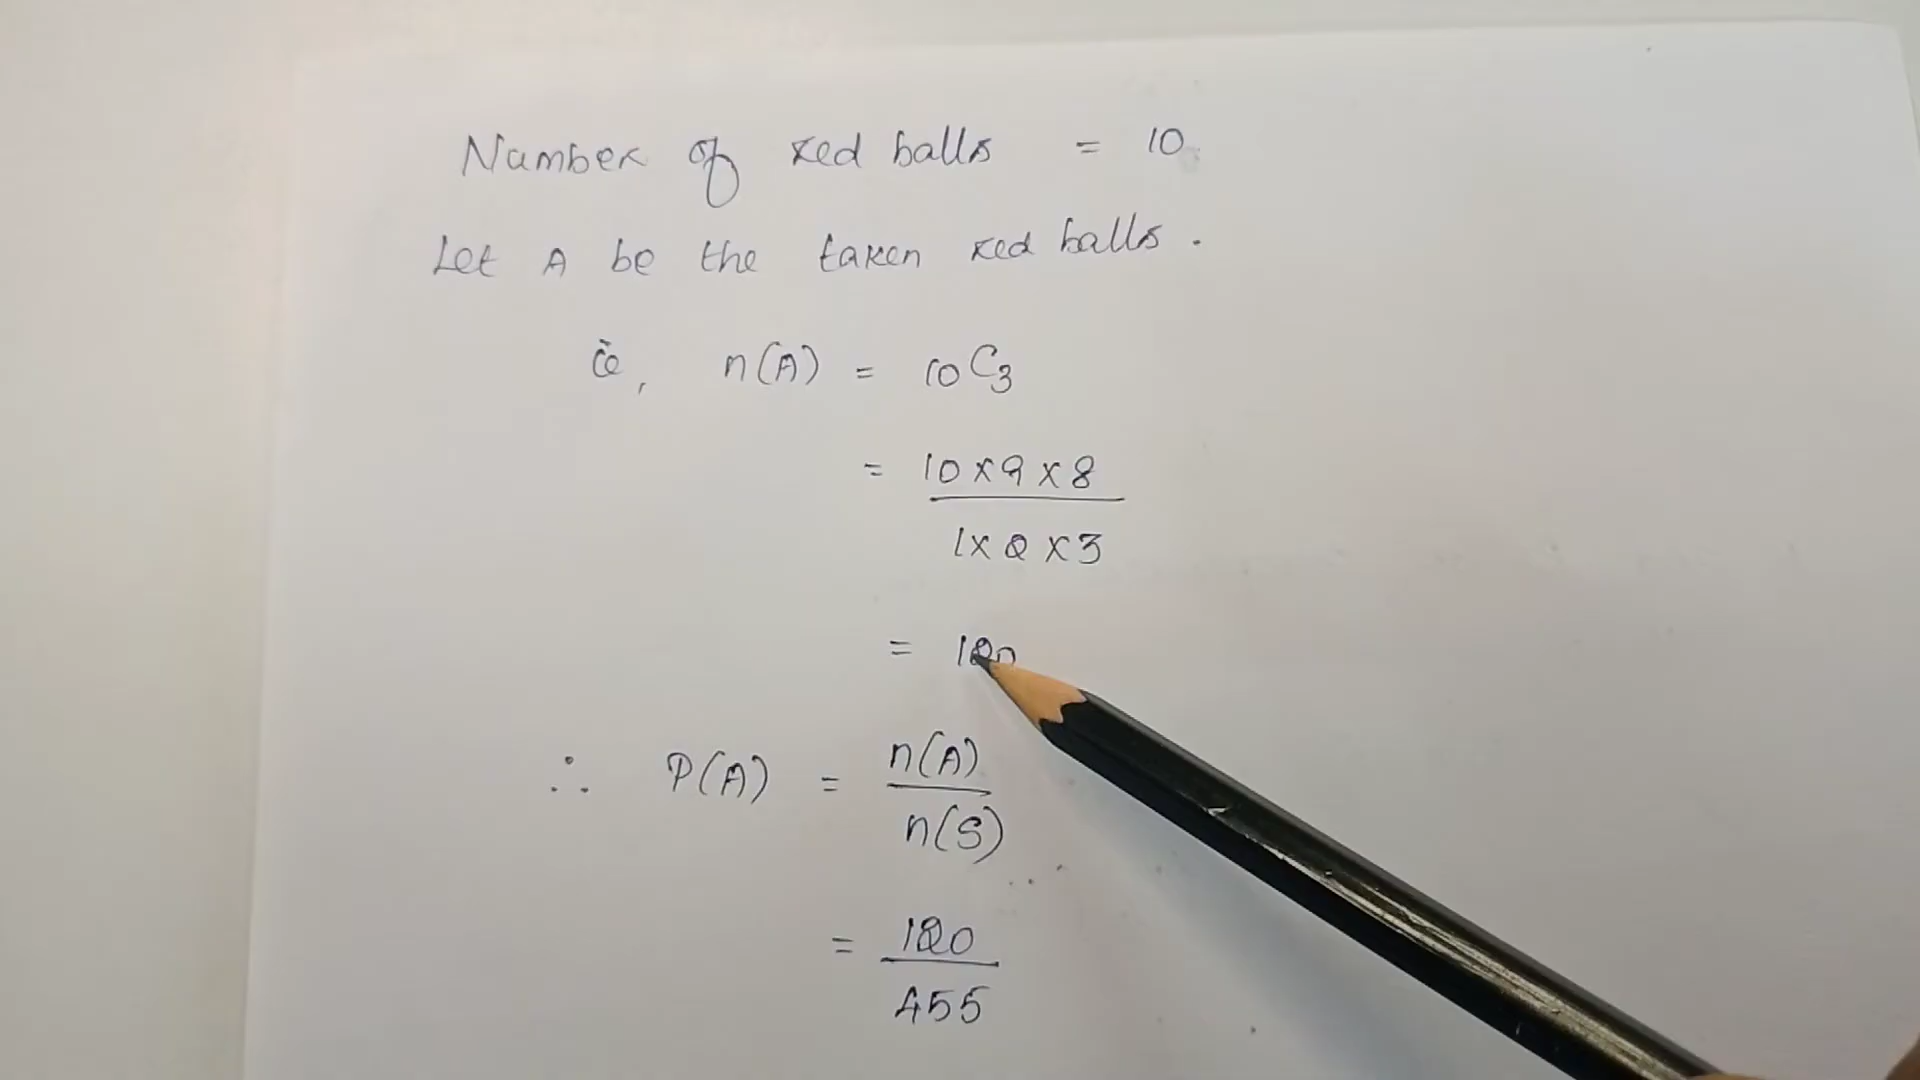 Number of red balls = 10.
Let A be the taken red balls.
ie, n(A) = 10C3
= 10 x 9 x 8
1 x 2 x 3
= 120
∴ P(A) = n(A)
n(S)
= 120
455